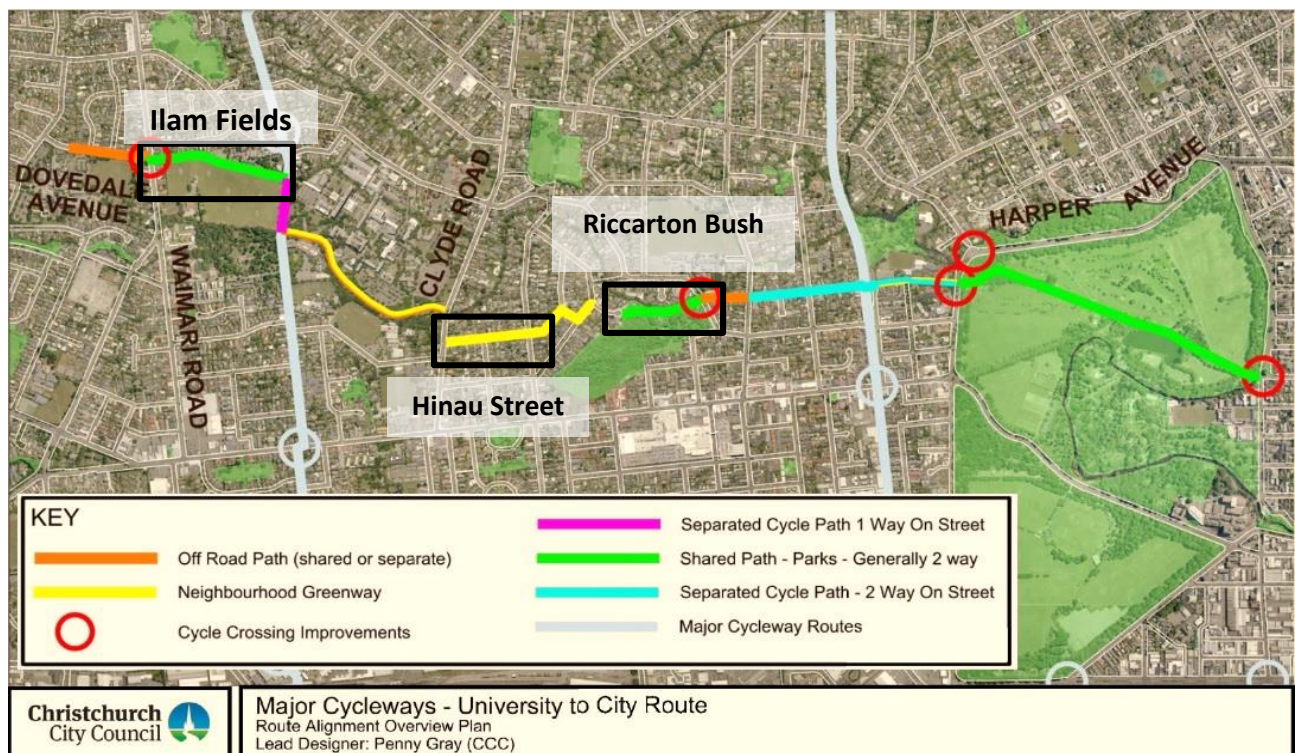 Ilam Fields
DOVEDALE
AVENUE
WAIMARI ROAD
CLYDE ROAD
Riccarton Bush
HARPER AVENUE
Hinau Street
KEY
Off Road Path (shared or separate)
Neighbourhood Greenway
Cycle Crossing Improvements
Separated Cycle Path 1 Way On Street
Shared Path - Parks - Generally 2 way
Separated Cycle Path - 2 Way On Street
Major Cycleway Routes
Christchurch
City Council
Major Cycleways - University to City Route
Route Alignment Overview Plan
Lead Designer: Penny Gray (CCC)